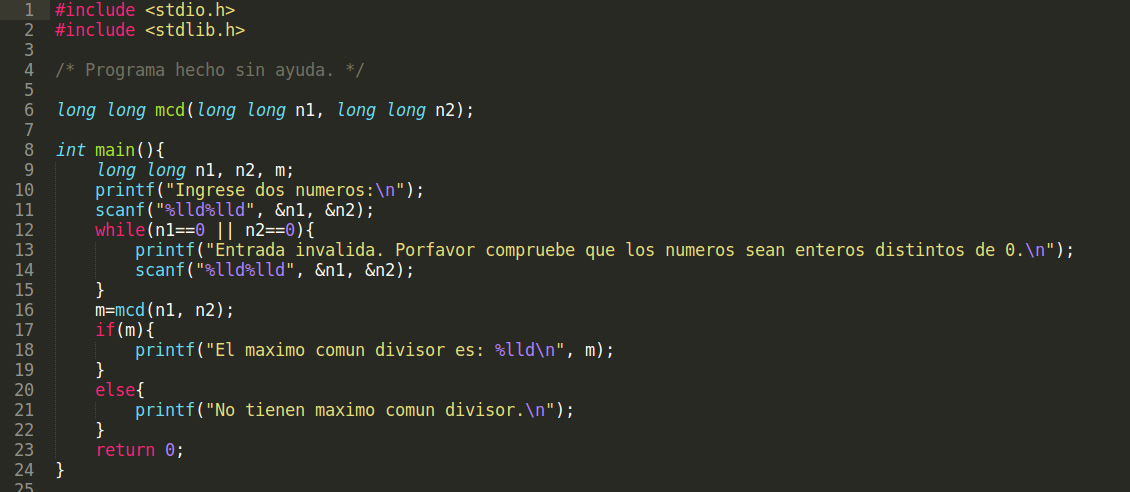 1 #include <stdio.h>
2 #include <stdlib.h>
3
4 /* Programa hecho sin ayuda. */
5
6 long long mcd(long long n1, long long n2);
7
8 int main(){
9     long long n1, n2, m;
10     printf("Ingrese dos numeros:\n");
11     scanf("%lld%lld", &n1, &n2);
12     while(n1==0 || n2==0){
13         printf("Entrada invalida. Porfavor compruebe que los numeros sean enteros distintos de 0.\n");
14         scanf("%lld%lld", &n1, &n2);
15     }
16     m=mcd(n1, n2);
17     if(m){
18         printf("El maximo comun divisor es: %lld\n", m);
19     }
20     else{
21         printf("No tienen maximo comun divisor.\n");
22     }
23     return 0;
24 }
25